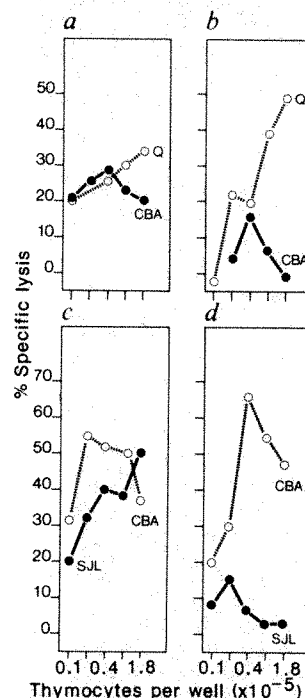 a
b
50
40
30
20
10
0
Q
CBA
Q
CBA
% Specific lysis
c
d
70
60
50
40
30
20
10
0
SJL
CBA
CBA
SJL
0.1 0.4 1.8 0.1 0.4 1.8
Thymocytes per well (x10⁻⁵)